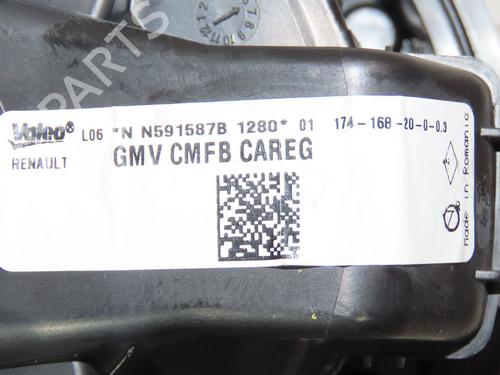 Valeo® L06 *N N591587B 1280* 01 174-168-20-0-0.3
RENAULT GMV CMFB CAREG
Made in Romania
PARTS